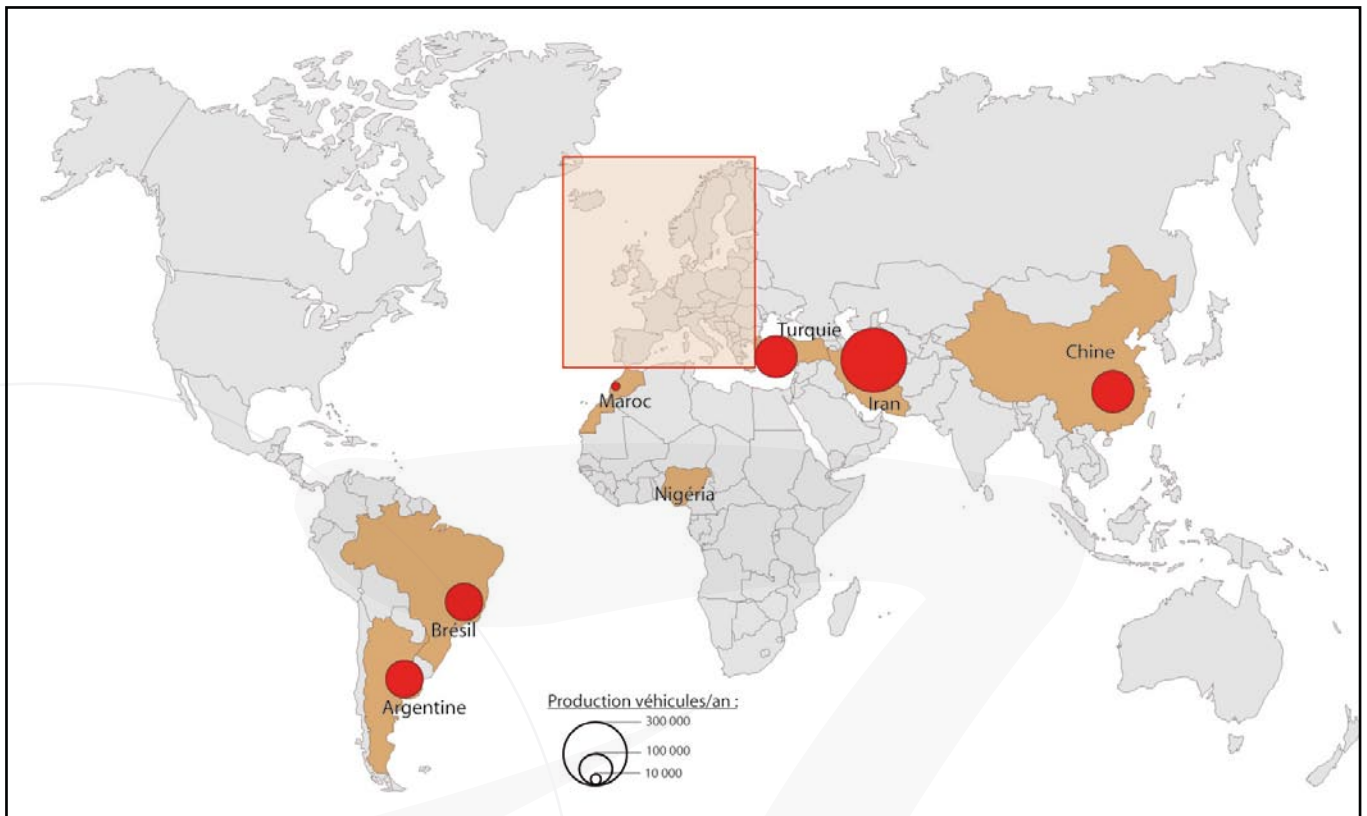 Turquie
Chine
Iran
Maroc
Nigéria
Brésil
Argentine
Production véhicules/an :
300 000
100 000
10 000